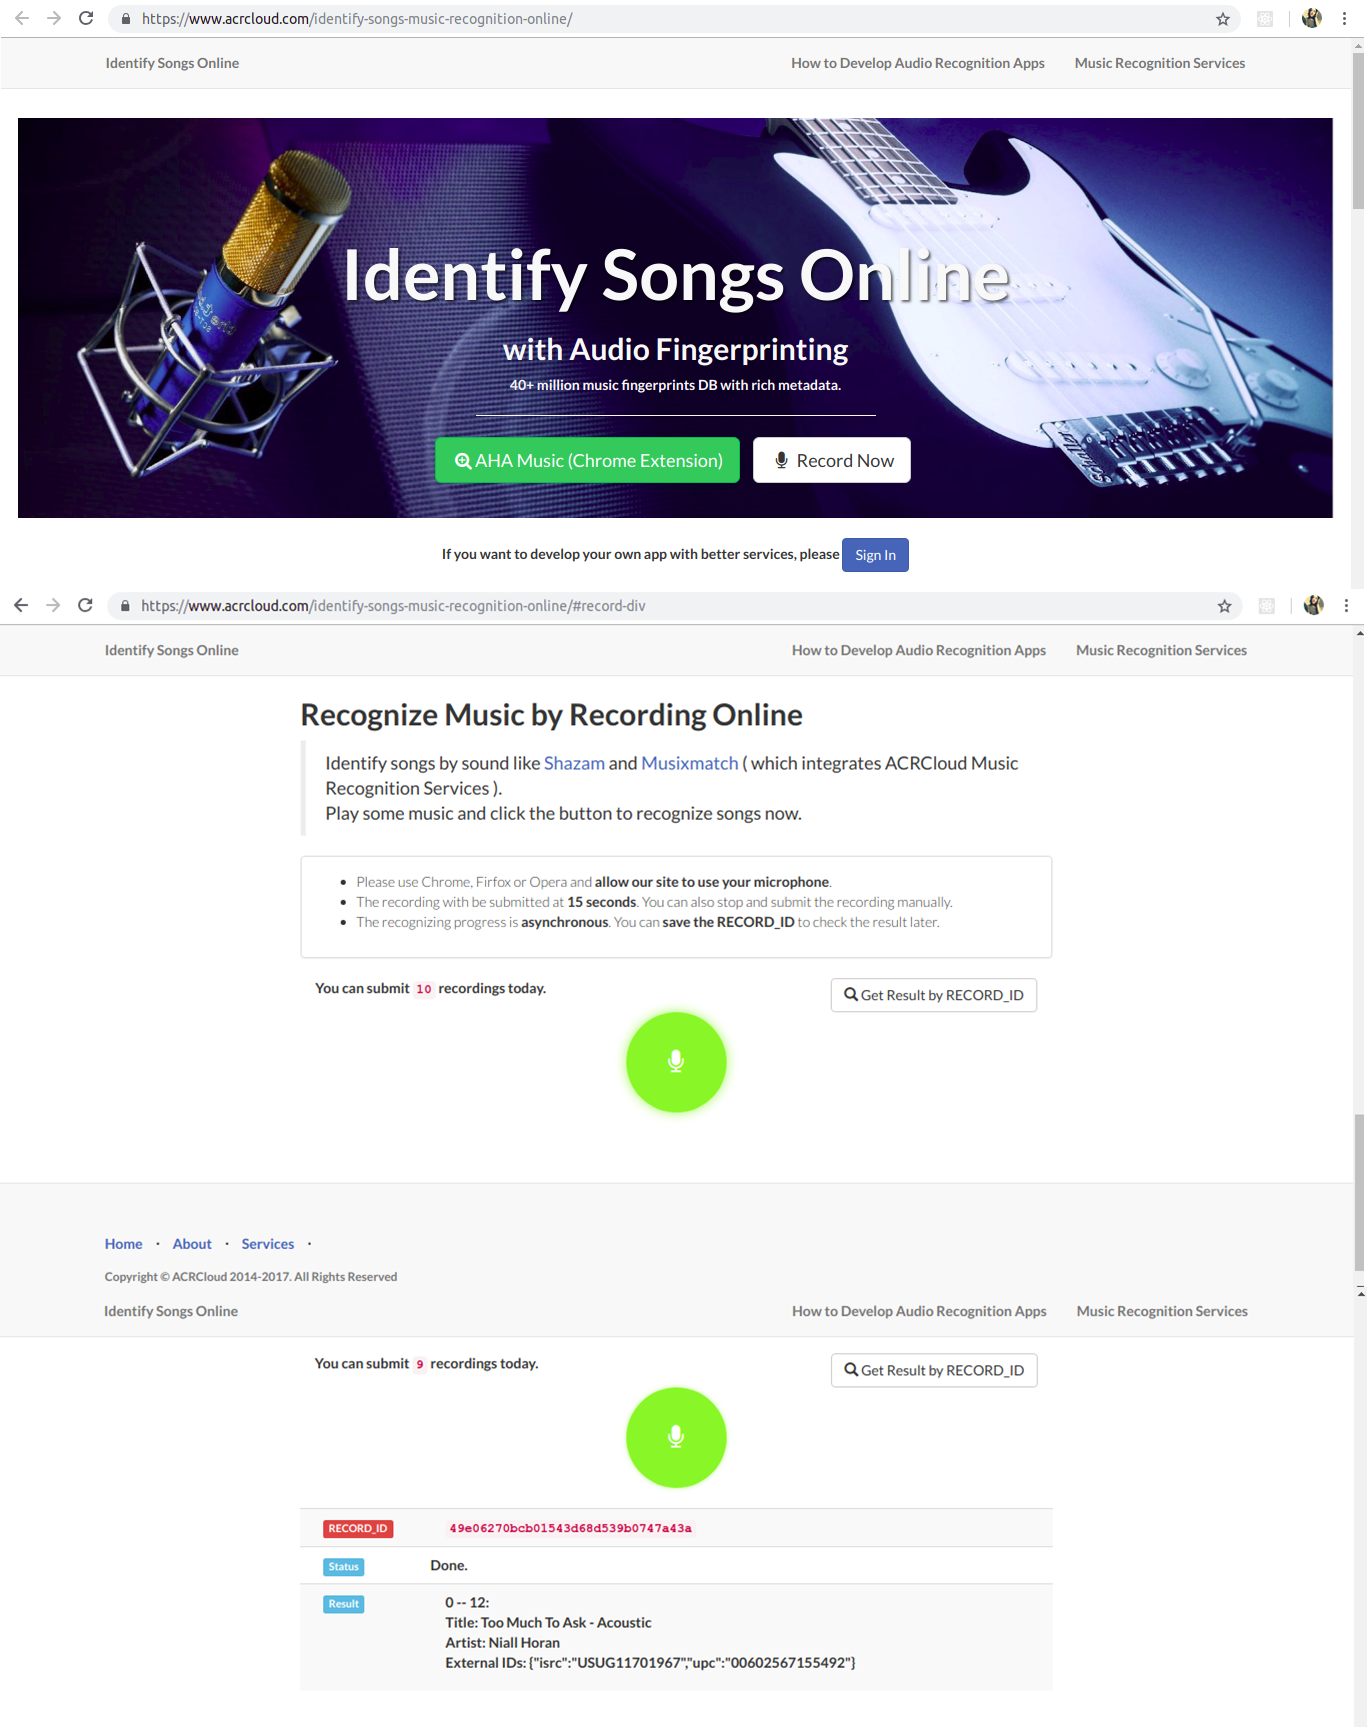 https://www.acrcloud.com/identify-songs-music-recognition-online/
Identify Songs Online How to Develop Audio Recognition Apps Music Recognition Services
Identify Songs Online
with Audio Fingerprinting
40+ million music fingerprints DB with rich metadata.
AHA Music (Chrome Extension) Record Now
If you want to develop your own app with better services, please Sign In
https://www.acrcloud.com/identify-songs-music-recognition-online/#record-div
Identify Songs Online How to Develop Audio Recognition Apps Music Recognition Services
Recognize Music by Recording Online
Identify songs by sound like Shazam and Musixmatch ( which integrates ACRCloud Music
Recognition Services ).
Play some music and click the button to recognize songs now.
• Please use Chrome, Firfox or Opera and allow our site to use your microphone.
• The recording with be submitted at 15 seconds. You can also stop and submit the recording manually.
• The recognizing progress is asynchronous. You can save the RECORD_ID to check the result later.
You can submit 10 recordings today. Get Result by RECORD_ID
Home · About · Services ·
Copyright © ACRCloud 2014-2017. All Rights Reserved
Identify Songs Online How to Develop Audio Recognition Apps Music Recognition Services
You can submit 9 recordings today. Get Result by RECORD_ID
RECORD_ID 49e06270bcb01543d68d539b0747a43a
Status Done.
Result 0 -- 12:
Title: Too Much To Ask - Acoustic
Artist: Niall Horan
External IDs: {"isrc":"USUG11701967","upc":"00602567155492"}